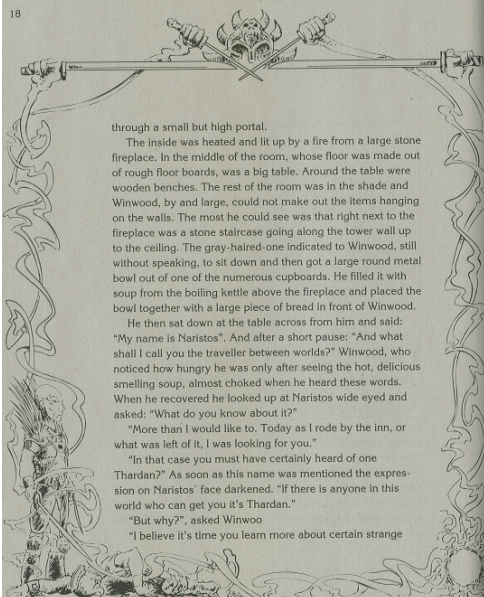 18
through a small but high portal.
The inside was heated and lit up by a fire from a large stone
fireplace. In the middle of the room, whose floor was made out
of rough floor boards, was a big table. Around the table were
wooden benches. The rest of the room was in the shade and
Winwood, by and large, could not make out the items hanging
on the walls. The most he could see was that right next to the
fireplace was a stone staircase going along the tower wall up
to the ceiling. The gray-haired-one indicated to Winwood, still
without speaking, to sit down and then got a large round metal
bowl out of one of the numerous cupboards. He filled it with
soup from the boiling kettle above the fireplace and placed the
bowl together with a large piece of bread in front of Winwood.
He then sat down at the table across from him and said:
“My name is Naristos”. And after a short pause: “And what
shall I call you the traveller between worlds?” Winwood, who
noticed how hungry he was only after seeing the hot, delicious
smelling soup, almost choked when he heard these words.
When he recovered he looked up at Naristos wide eyed and
asked: “What do you know about it?”
“More than I would like to. Today as I rode by the inn, or
what was left of it, I was looking for you.”
“In that case you must have certainly heard of one
Thardan?” As soon as this name was mentioned the expres-
sion on Naristos’ face darkened. “If there is anyone in this
world who can get you it’s Thardan.”
“But why?”, asked Winwoo
“I believe it’s time you learn more about certain strange